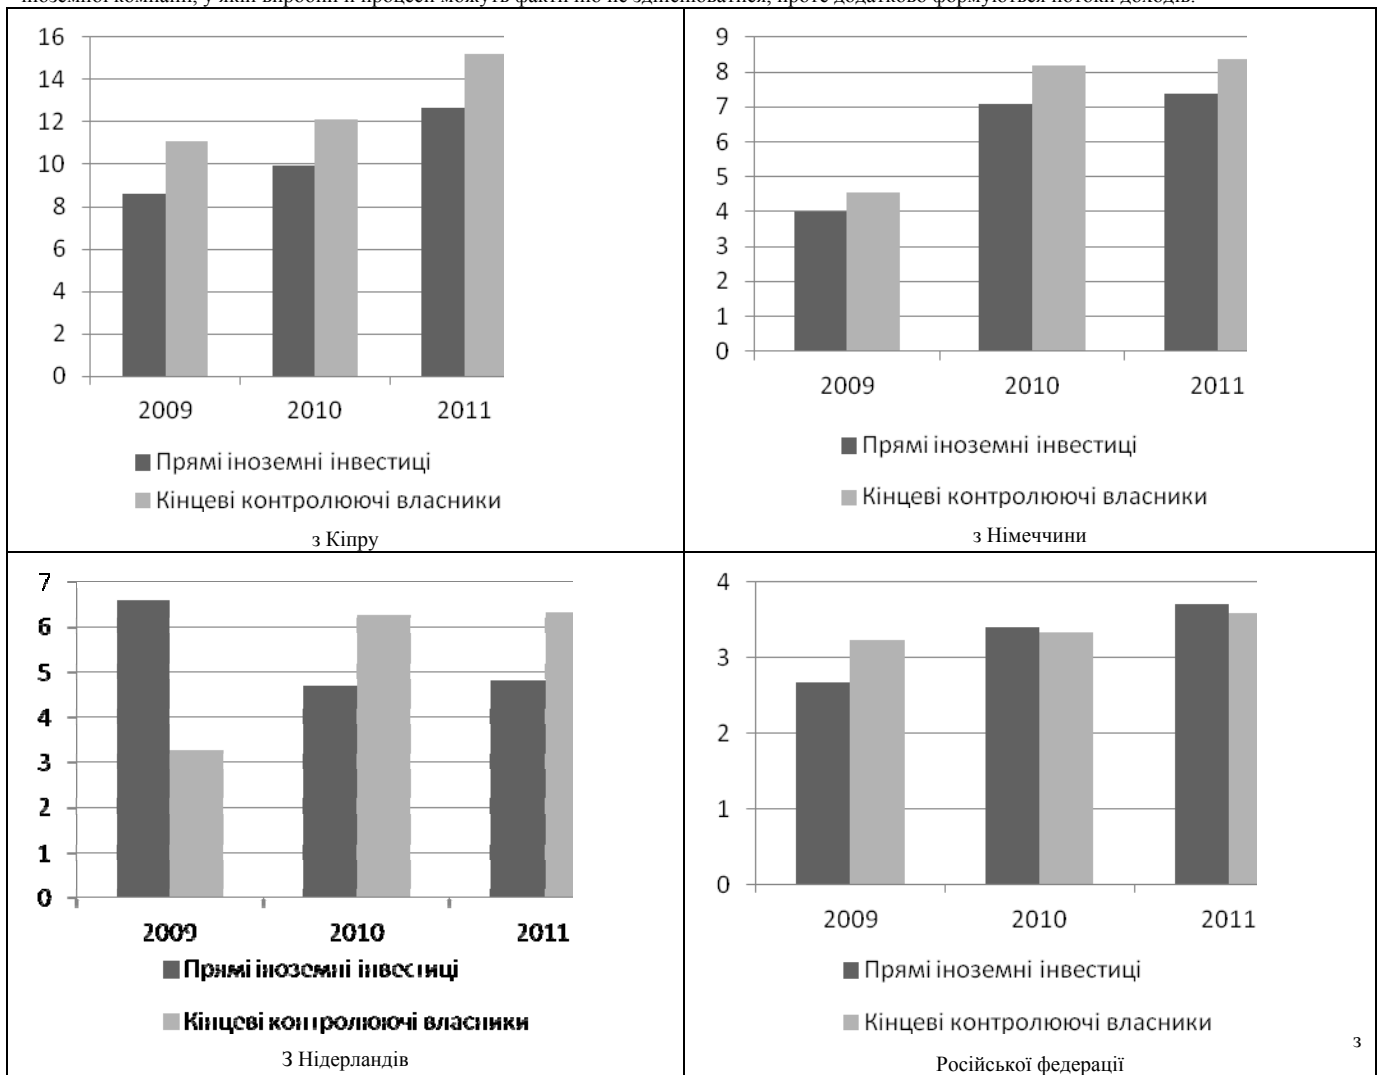 16
14
12
10
8
6
4
2
0
2009 2010 2011
Прямі іноземні інвестиці
Кінцеві контролюючі власники
з Кіпру
9
8
7
6
5
4
3
2
1
0
2009 2010 2011
Прямі іноземні інвестиці
Кінцеві контролюючі власники
з Німеччини
7
6
5
4
3
2
1
0
2009 2010 2011
Прямі іноземні інвестиці
Кінцеві контролюючі власники
З Нідерландів
4
3
2
1
0
2009 2010 2011
Прямі іноземні інвестиці
Кінцеві контролюючі власники
з
Російської федерації